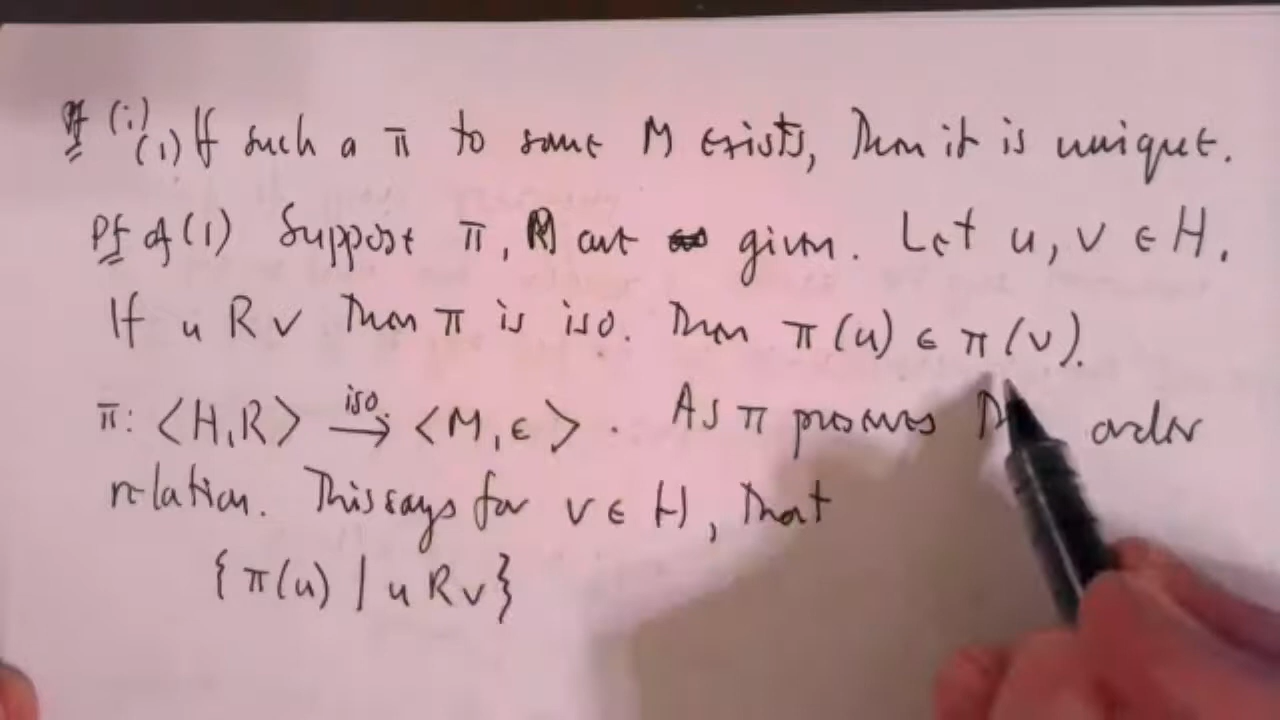 Pf (i) (1) If such a π to some M exists, then it is unique.
Pf of (1) Suppose π, M are given. Let u, v ∈ H.
If u R v then π is iso. Then π(u) ∈ π(v).
π: ⟨H, R⟩ iso. → ⟨M, ∈⟩. As π preserves order
relation. This says for v ∈ H, that
{π(u) | u R v}